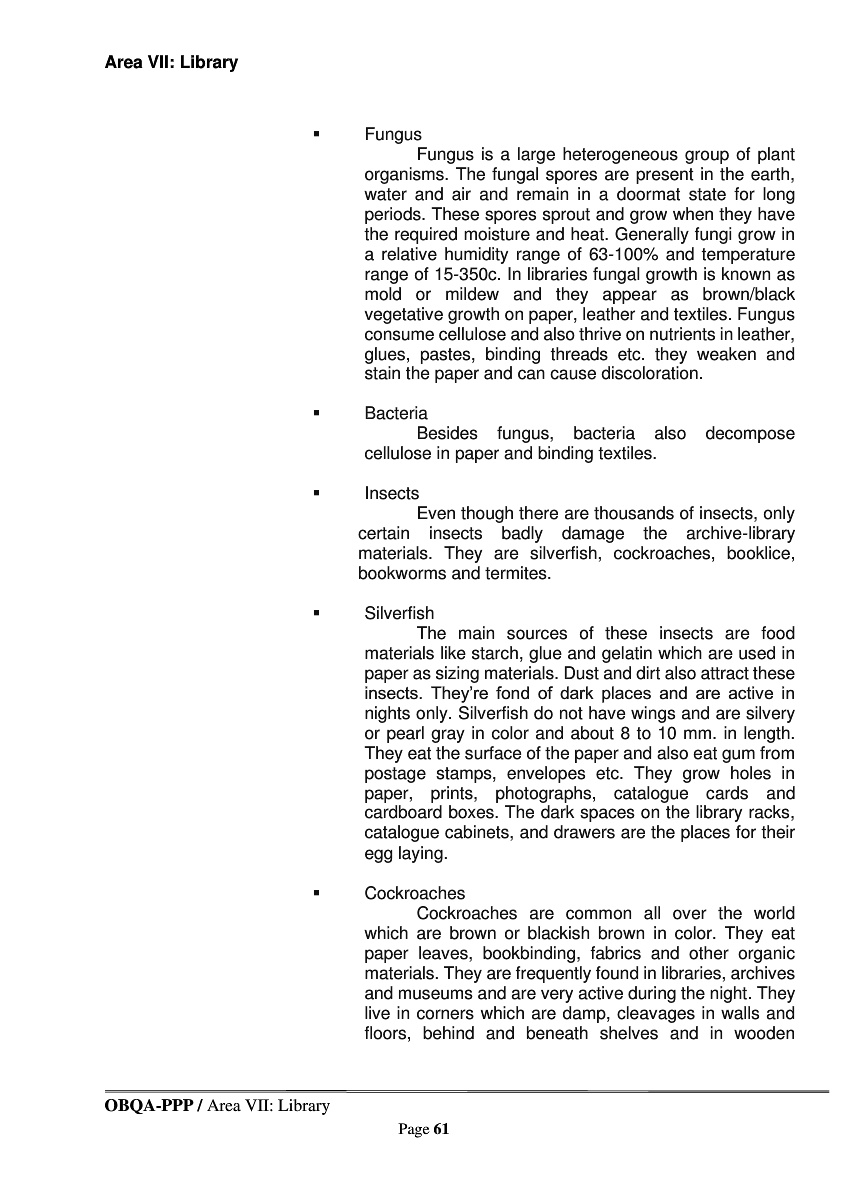 Area VII: Library
▪ Fungus
Fungus is a large heterogeneous group of plant
organisms. The fungal spores are present in the earth,
water and air and remain in a doormat state for long
periods. These spores sprout and grow when they have
the required moisture and heat. Generally fungi grow in
a relative humidity range of 63-100% and temperature
range of 15-350c. In libraries fungal growth is known as
mold or mildew and they appear as brown/black
vegetative growth on paper, leather and textiles. Fungus
consume cellulose and also thrive on nutrients in leather,
glues, pastes, binding threads etc. they weaken and
stain the paper and can cause discoloration.
▪ Bacteria
Besides fungus, bacteria also decompose
cellulose in paper and binding textiles.
▪ Insects
Even though there are thousands of insects, only
certain insects badly damage the archive-library
materials. They are silverfish, cockroaches, booklice,
bookworms and termites.
▪ Silverfish
The main sources of these insects are food
materials like starch, glue and gelatin which are used in
paper as sizing materials. Dust and dirt also attract these
insects. They’re fond of dark places and are active in
nights only. Silverfish do not have wings and are silvery
or pearl gray in color and about 8 to 10 mm. in length.
They eat the surface of the paper and also eat gum from
postage stamps, envelopes etc. They grow holes in
paper, prints, photographs, catalogue cards and
cardboard boxes. The dark spaces on the library racks,
catalogue cabinets, and drawers are the places for their
egg laying.
▪ Cockroaches
Cockroaches are common all over the world
which are brown or blackish brown in color. They eat
paper leaves, bookbinding, fabrics and other organic
materials. They are frequently found in libraries, archives
and museums and are very active during the night. They
live in corners which are damp, cleavages in walls and
floors, behind and beneath shelves and in wooden
OBQA-PPP / Area VII: Library
Page 61